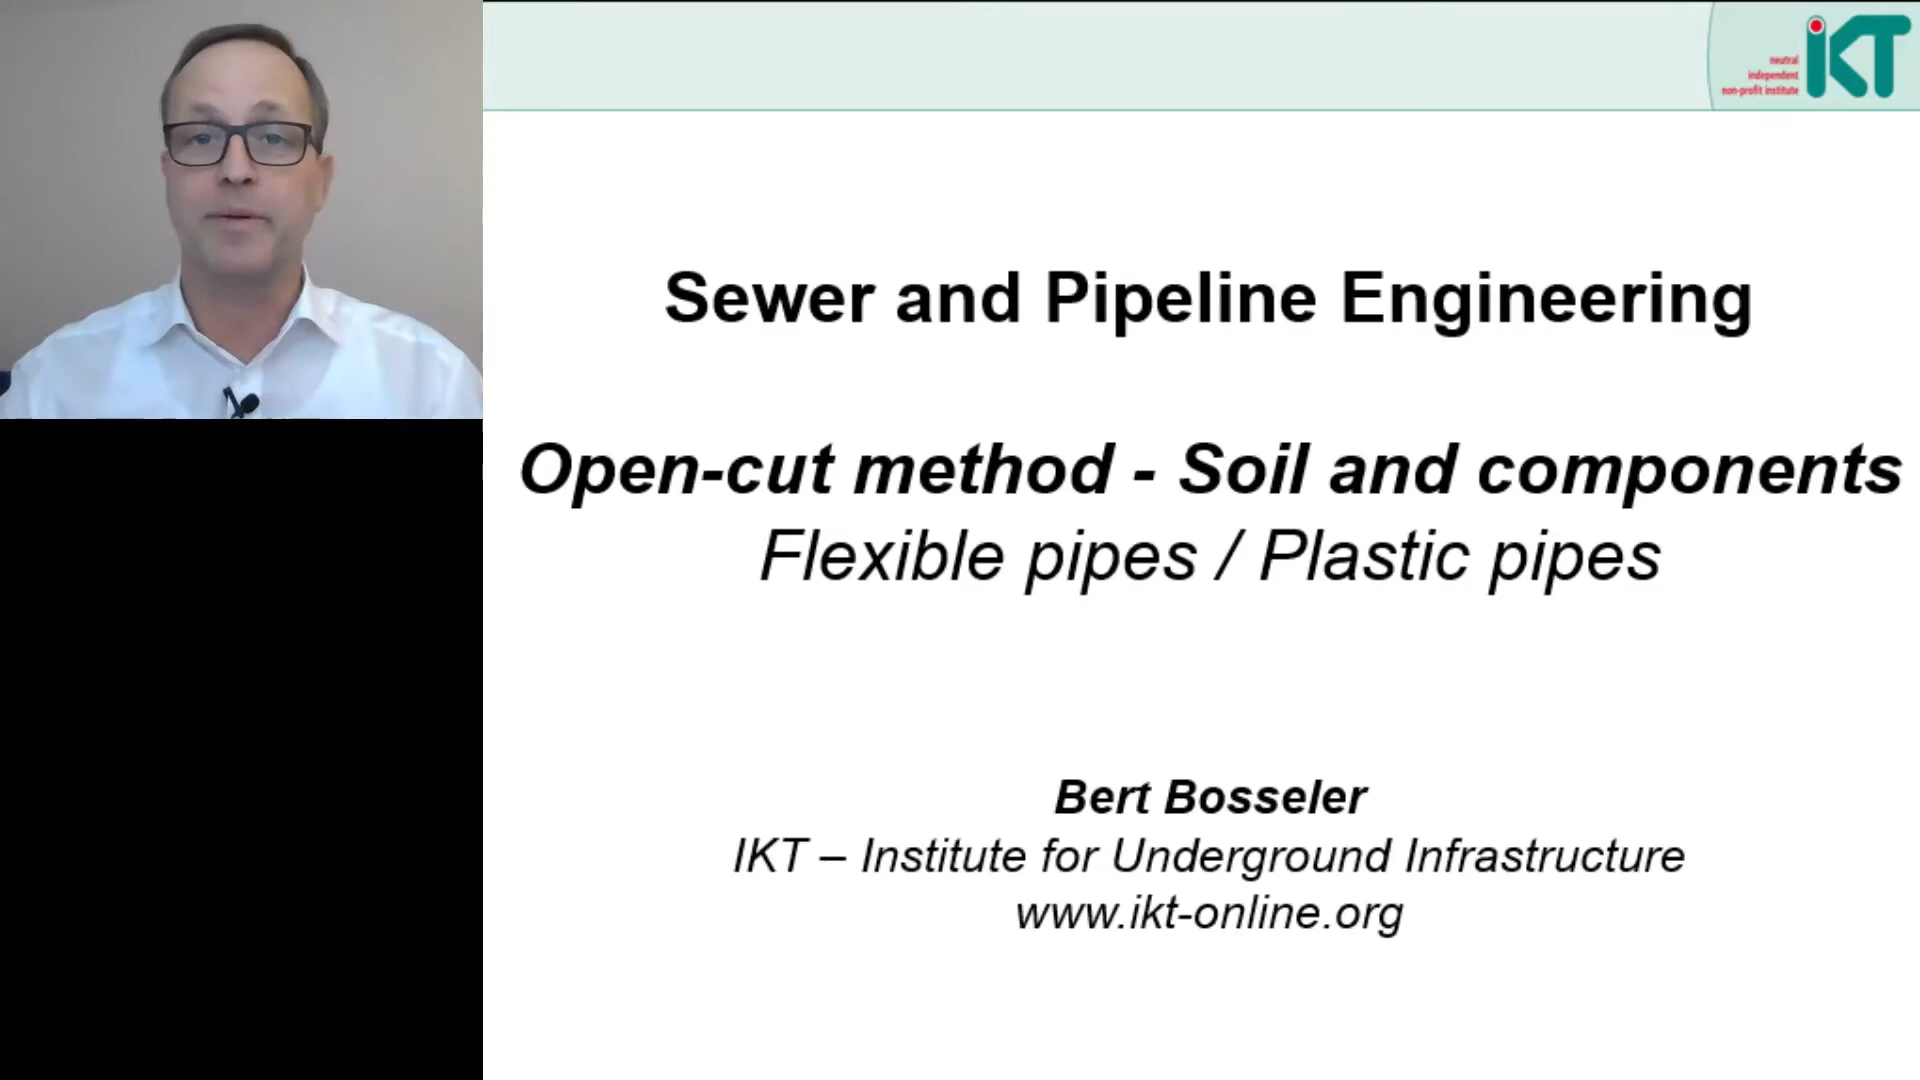 neutral
independent
non-profit institute
iKT
Sewer and Pipeline Engineering
Open-cut method - Soil and components
Flexible pipes / Plastic pipes
Bert Bosseler
IKT – Institute for Underground Infrastructure
www.ikt-online.org